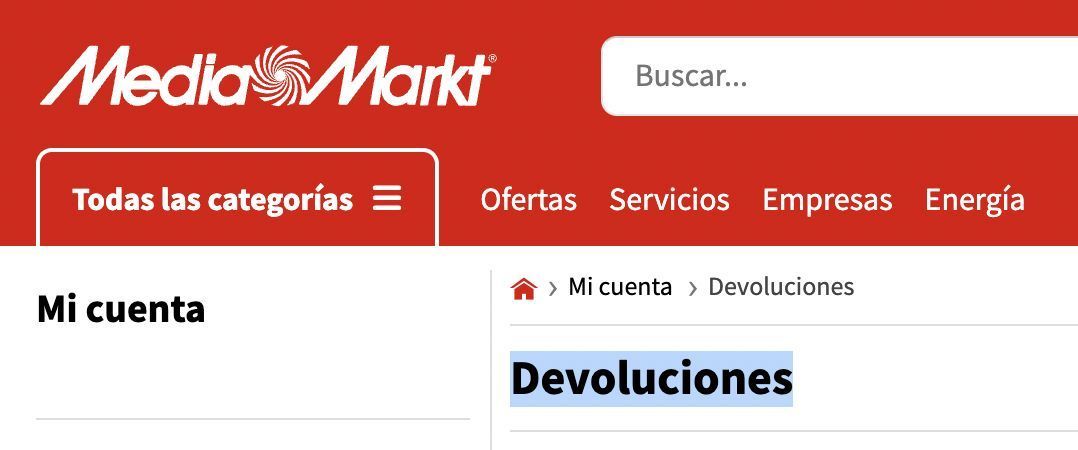 MediaMarkt®
Buscar...
Todas las categorías
Ofertas Servicios Empresas Energía
Mi cuenta
Mi cuenta › Devoluciones
Devoluciones